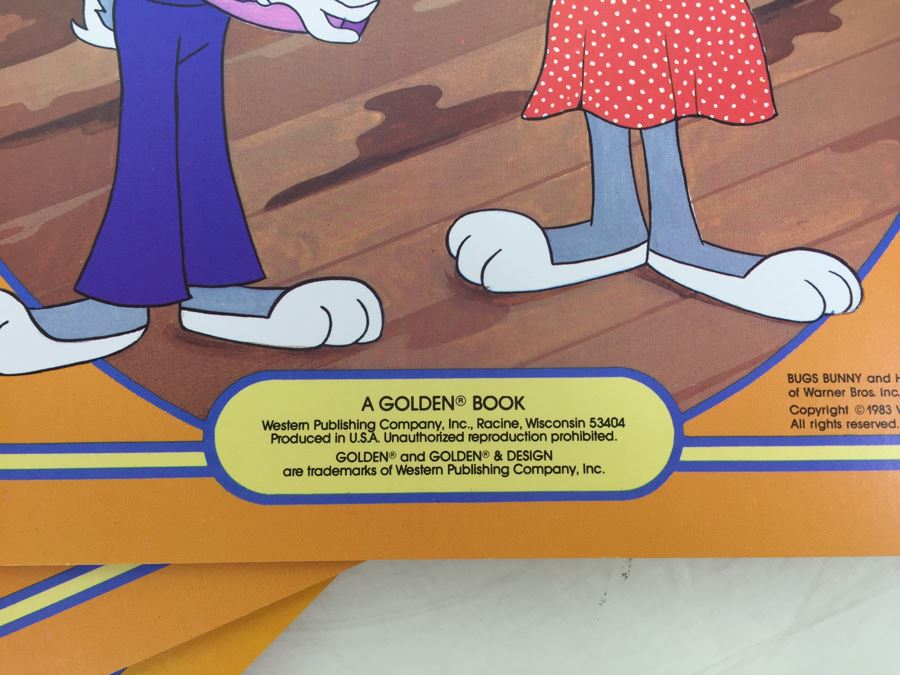 A GOLDEN® BOOK
Western Publishing Company, Inc., Racine, Wisconsin 53404
Produced in U.S.A. Unauthorized reproduction prohibited.
GOLDEN® and GOLDEN® & DESIGN
are trademarks of Western Publishing Company, Inc.
BUGS BUNNY and
of Warner Bros. Inc.
Copyright ©1983
All rights reserved.